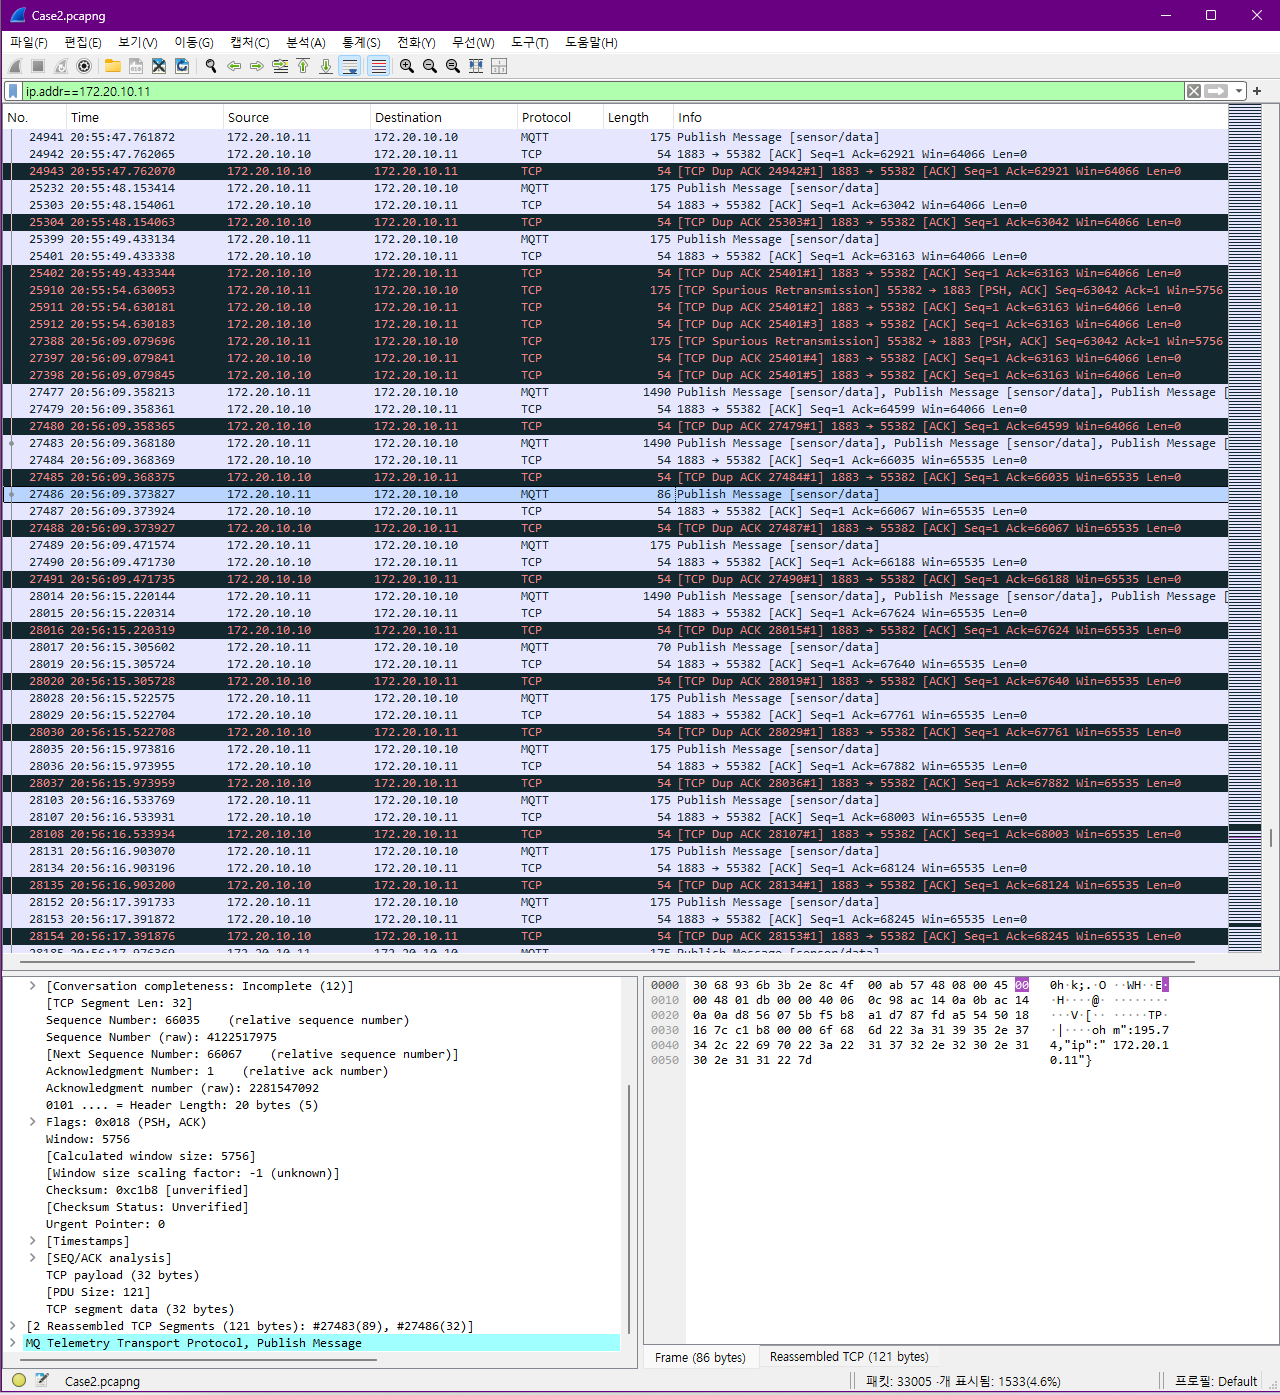 Case2.pcapng
파일(F) 편집(E) 보기(V) 이동(G) 캡처(C) 분석(A) 통계(S) 전화(Y) 무선(W) 도구(T) 도움말(H)
ip.addr==172.20.10.11
No. Time Source Destination Protocol Length Info
24941 20:55:47.761872 172.20.10.11 172.20.10.10 MQTT 175 Publish Message [sensor/data]
24942 20:55:47.762065 172.20.10.10 172.20.10.11 TCP 54 1883 → 55382 [ACK] Seq=1 Ack=62921 Win=64066 Len=0
24943 20:55:47.762070 172.20.10.10 172.20.10.11 TCP 54 [TCP Dup ACK 24942#1] 1883 → 55382 [ACK] Seq=1 Ack=62921 Win=64066 Len=0
25232 20:55:48.153414 172.20.10.11 172.20.10.10 MQTT 175 Publish Message [sensor/data]
25303 20:55:48.154061 172.20.10.10 172.20.10.11 TCP 54 1883 → 55382 [ACK] Seq=1 Ack=63042 Win=64066 Len=0
25304 20:55:48.154063 172.20.10.10 172.20.10.11 TCP 54 [TCP Dup ACK 25303#1] 1883 → 55382 [ACK] Seq=1 Ack=63042 Win=64066 Len=0
25399 20:55:49.433134 172.20.10.11 172.20.10.10 MQTT 175 Publish Message [sensor/data]
25401 20:55:49.433338 172.20.10.10 172.20.10.11 TCP 54 1883 → 55382 [ACK] Seq=1 Ack=63163 Win=64066 Len=0
25402 20:55:49.433344 172.20.10.10 172.20.10.11 TCP 54 [TCP Dup ACK 25401#1] 1883 → 55382 [ACK] Seq=1 Ack=63163 Win=64066 Len=0
25910 20:55:54.630053 172.20.10.11 172.20.10.10 TCP 175 [TCP Spurious Retransmission] 55382 → 1883 [PSH, ACK] Seq=63042 Ack=1 Win=5756
25911 20:55:54.630181 172.20.10.10 172.20.10.11 TCP 54 [TCP Dup ACK 25401#2] 1883 → 55382 [ACK] Seq=1 Ack=63163 Win=64066 Len=0
25912 20:55:54.630183 172.20.10.10 172.20.10.11 TCP 54 [TCP Dup ACK 25401#3] 1883 → 55382 [ACK] Seq=1 Ack=63163 Win=64066 Len=0
27388 20:56:09.079696 172.20.10.11 172.20.10.10 TCP 175 [TCP Spurious Retransmission] 55382 → 1883 [PSH, ACK] Seq=63042 Ack=1 Win=5756
27397 20:56:09.079841 172.20.10.10 172.20.10.11 TCP 54 [TCP Dup ACK 25401#4] 1883 → 55382 [ACK] Seq=1 Ack=63163 Win=64066 Len=0
27398 20:56:09.079845 172.20.10.10 172.20.10.11 TCP 54 [TCP Dup ACK 25401#5] 1883 → 55382 [ACK] Seq=1 Ack=63163 Win=64066 Len=0
27477 20:56:09.358213 172.20.10.11 172.20.10.10 MQTT 1490 Publish Message [sensor/data], Publish Message [sensor/data], Publish Message [
27479 20:56:09.358361 172.20.10.10 172.20.10.11 TCP 54 1883 → 55382 [ACK] Seq=1 Ack=64599 Win=64066 Len=0
27480 20:56:09.358365 172.20.10.10 172.20.10.11 TCP 54 [TCP Dup ACK 27479#1] 1883 → 55382 [ACK] Seq=1 Ack=64599 Win=64066 Len=0
27483 20:56:09.368180 172.20.10.11 172.20.10.10 MQTT 1490 Publish Message [sensor/data], Publish Message [sensor/data], Publish Message [
27484 20:56:09.368369 172.20.10.10 172.20.10.11 TCP 54 1883 → 55382 [ACK] Seq=1 Ack=66035 Win=64066 Len=0
27485 20:56:09.368375 172.20.10.10 172.20.10.11 TCP 54 [TCP Dup ACK 27484#1] 1883 → 55382 [ACK] Seq=1 Ack=66035 Win=64066 Len=0
27486 20:56:09.373827 172.20.10.11 172.20.10.10 MQTT 86 Publish Message [sensor/data]
27487 20:56:09.373924 172.20.10.10 172.20.10.11 TCP 54 1883 → 55382 [ACK] Seq=1 Ack=66067 Win=65535 Len=0
27488 20:56:09.373927 172.20.10.10 172.20.10.11 TCP 54 [TCP Dup ACK 27487#1] 1883 → 55382 [ACK] Seq=1 Ack=66067 Win=65535 Len=0
27489 20:56:09.471574 172.20.10.11 172.20.10.10 MQTT 175 Publish Message [sensor/data]
27490 20:56:09.471730 172.20.10.10 172.20.10.11 TCP 54 1883 → 55382 [ACK] Seq=1 Ack=66188 Win=65535 Len=0
27491 20:56:09.471735 172.20.10.10 172.20.10.11 TCP 54 [TCP Dup ACK 27490#1] 1883 → 55382 [ACK] Seq=1 Ack=66188 Win=65535 Len=0
28014 20:56:15.220144 172.20.10.11 172.20.10.10 MQTT 1490 Publish Message [sensor/data], Publish Message [sensor/data], Publish Message [
28015 20:56:15.220314 172.20.10.10 172.20.10.11 TCP 54 1883 → 55382 [ACK] Seq=1 Ack=67624 Win=65535 Len=0
28016 20:56:15.220319 172.20.10.10 172.20.10.11 TCP 54 [TCP Dup ACK 28015#1] 1883 → 55382 [ACK] Seq=1 Ack=67624 Win=65535 Len=0
28017 20:56:15.305602 172.20.10.11 172.20.10.10 MQTT 70 Publish Message [sensor/data]
28019 20:56:15.305724 172.20.10.10 172.20.10.11 TCP 54 1883 → 55382 [ACK] Seq=1 Ack=67640 Win=65535 Len=0
28020 20:56:15.305728 172.20.10.10 172.20.10.11 TCP 54 [TCP Dup ACK 28019#1] 1883 → 55382 [ACK] Seq=1 Ack=67640 Win=65535 Len=0
28028 20:56:15.522575 172.20.10.11 172.20.10.10 MQTT 175 Publish Message [sensor/data]
28029 20:56:15.522704 172.20.10.10 172.20.10.11 TCP 54 1883 → 55382 [ACK] Seq=1 Ack=67761 Win=65535 Len=0
28030 20:56:15.522708 172.20.10.10 172.20.10.11 TCP 54 [TCP Dup ACK 28029#1] 1883 → 55382 [ACK] Seq=1 Ack=67761 Win=65535 Len=0
28035 20:56:15.973816 172.20.10.11 172.20.10.10 MQTT 175 Publish Message [sensor/data]
28036 20:56:15.973955 172.20.10.10 172.20.10.11 TCP 54 1883 → 55382 [ACK] Seq=1 Ack=67882 Win=65535 Len=0
28037 20:56:15.973959 172.20.10.10 172.20.10.11 TCP 54 [TCP Dup ACK 28036#1] 1883 → 55382 [ACK] Seq=1 Ack=67882 Win=65535 Len=0
28103 20:56:16.533769 172.20.10.11 172.20.10.10 MQTT 175 Publish Message [sensor/data]
28107 20:56:16.533931 172.20.10.10 172.20.10.11 TCP 54 1883 → 55382 [ACK] Seq=1 Ack=68003 Win=65535 Len=0
28108 20:56:16.533934 172.20.10.10 172.20.10.11 TCP 54 [TCP Dup ACK 28107#1] 1883 → 55382 [ACK] Seq=1 Ack=68003 Win=65535 Len=0
28131 20:56:16.903070 172.20.10.11 172.20.10.10 MQTT 175 Publish Message [sensor/data]
28134 20:56:16.903196 172.20.10.10 172.20.10.11 TCP 54 1883 → 55382 [ACK] Seq=1 Ack=68124 Win=65535 Len=0
28135 20:56:16.903200 172.20.10.10 172.20.10.11 TCP 54 [TCP Dup ACK 28134#1] 1883 → 55382 [ACK] Seq=1 Ack=68124 Win=65535 Len=0
28152 20:56:17.391733 172.20.10.11 172.20.10.10 MQTT 175 Publish Message [sensor/data]
28153 20:56:17.391872 172.20.10.10 172.20.10.11 TCP 54 1883 → 55382 [ACK] Seq=1 Ack=68245 Win=65535 Len=0
28154 20:56:17.391876 172.20.10.10 172.20.10.11 TCP 54 [TCP Dup ACK 28153#1] 1883 → 55382 [ACK] Seq=1 Ack=68245 Win=65535 Len=0
[Conversation completeness: Incomplete (12)]
[TCP Segment Len: 32]
Sequence Number: 66035 (relative sequence number)
Sequence Number (raw): 4122517975
[Next Sequence Number: 66067 (relative sequence number)]
Acknowledgment Number: 1 (relative ack number)
Acknowledgment number (raw): 2281547092
0101 .... = Header Length: 20 bytes (5)
Flags: 0x018 (PSH, ACK)
Window: 5756
[Calculated window size: 5756]
[Window size scaling factor: -1 (unknown)]
Checksum: 0xc1b8 [unverified]
[Checksum Status: Unverified]
Urgent Pointer: 0
[Timestamps]
[SEQ/ACK analysis]
TCP payload (32 bytes)
[PDU Size: 121]
TCP segment data (32 bytes)
[2 Reassembled TCP Segments (121 bytes): #27483(89), #27486(32)]
MQ Telemetry Transport Protocol, Publish Message
0000 30 68 93 6b 3b 2e 8c 4f 00 ab 57 48 08 00 45 00 0h·k;.·O ··WH··E·
0010 00 48 01 db 00 00 40 06 0c 98 ac 14 0a 0b ac 14 ·H····@· ········
0020 0a 0a d8 56 07 5b f5 b8 a1 d7 87 fd a5 54 50 18 ···V·[·· ·····TP·
0030 16 7c c1 b8 00 00 6f 68 6d 22 3a 31 39 35 2e 37 ·|····oh m":195.7
0040 34 2c 22 69 70 22 3a 22 31 37 32 2e 32 30 2e 31 4,"ip":" 172.20.1
0050 30 2e 31 31 22 7d 0.11"}
Frame (86 bytes) Reassembled TCP (121 bytes)
Case2.pcapng 패킷: 33005 · 개 표시됨: 1533(4.6%) 프로필: Default